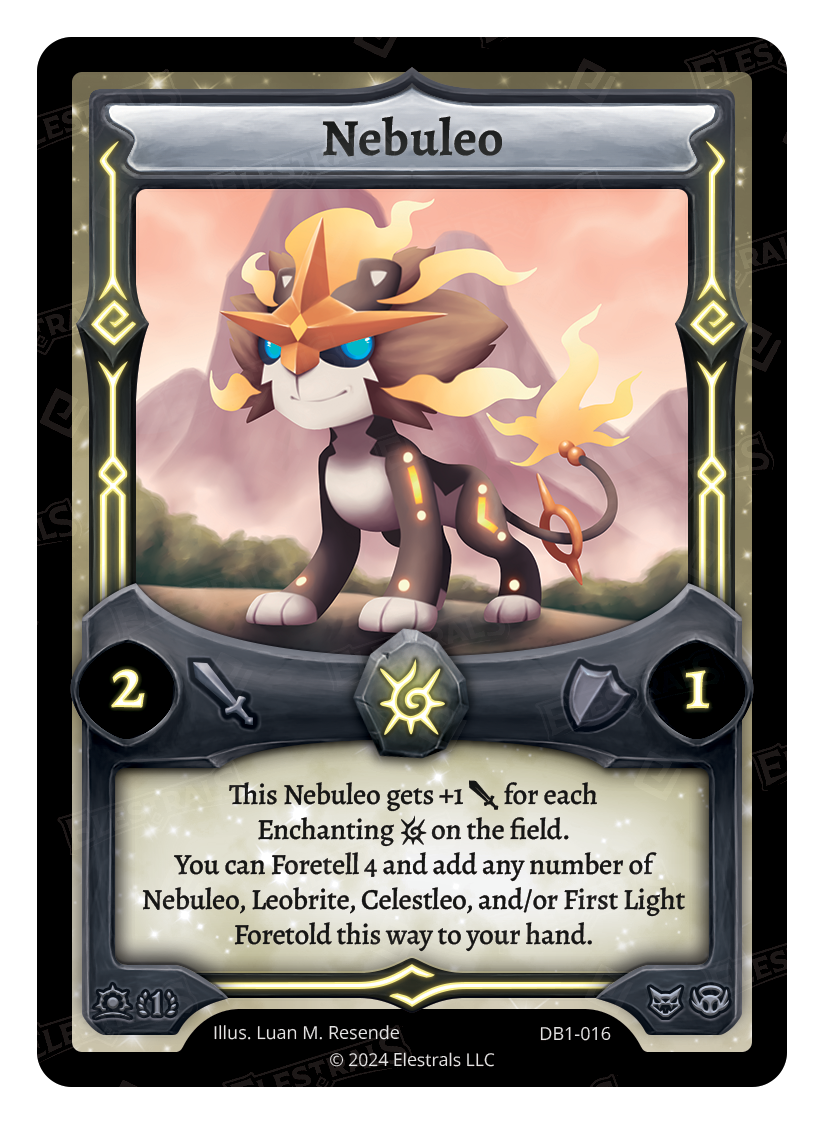 Nebuleo
2
1
This Nebuleo gets +1 for each
Enchanting on the field.
You can Foretell 4 and add any number of
Nebuleo, Leobrite, Celestleo, and/or First Light
Foretold this way to your hand.
1
Illus. Luan M. Resende
DB1-016
© 2024 Elestrals LLC